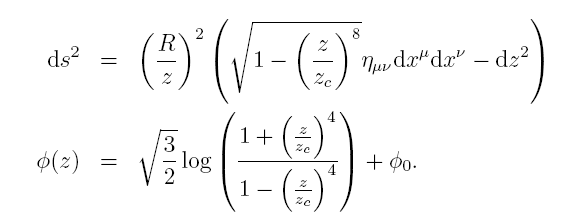 ds² = (R/z)² (√(1 − (z/z_c)⁸) η_μν dx^μ dx^ν − dz²)
ϕ(z) = √(3/2) log ((1 + (z/z_c)⁴)/(1 − (z/z_c)⁴)) + ϕ₀.